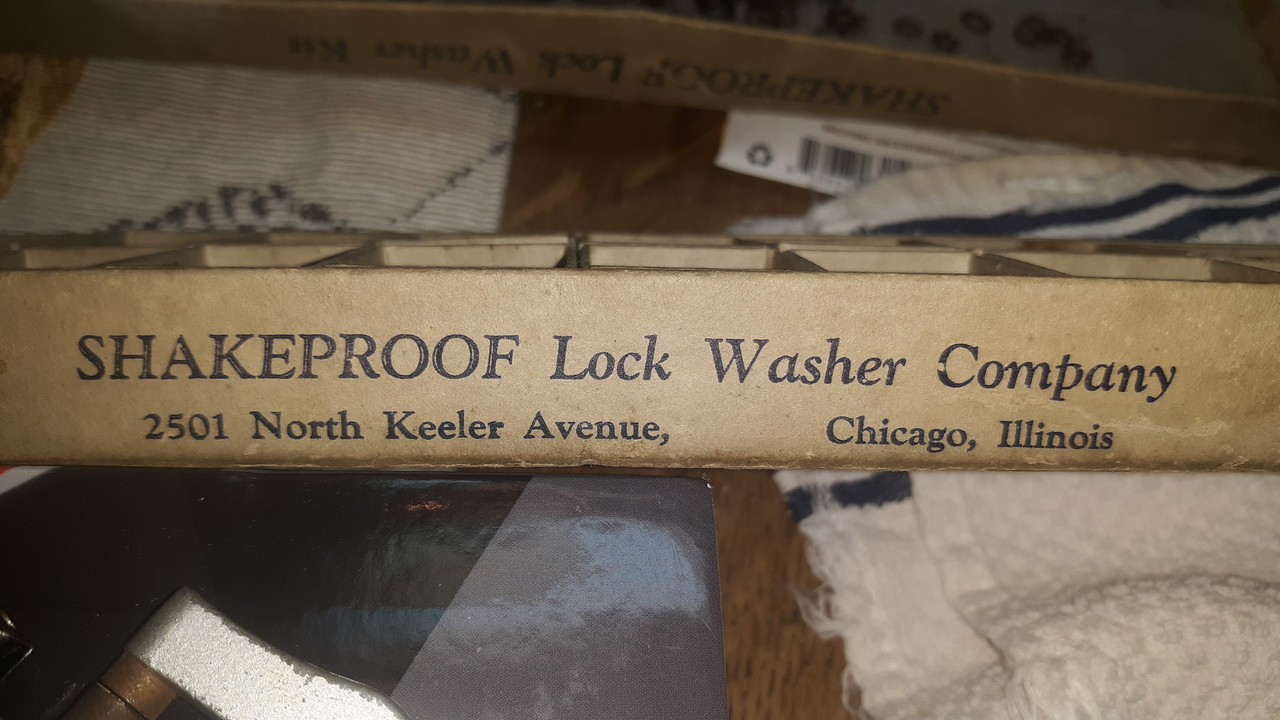 SHAKEPROOF Lock Washer Kit
SHAKEPROOF Lock Washer Company
2501 North Keeler Avenue, Chicago, Illinois